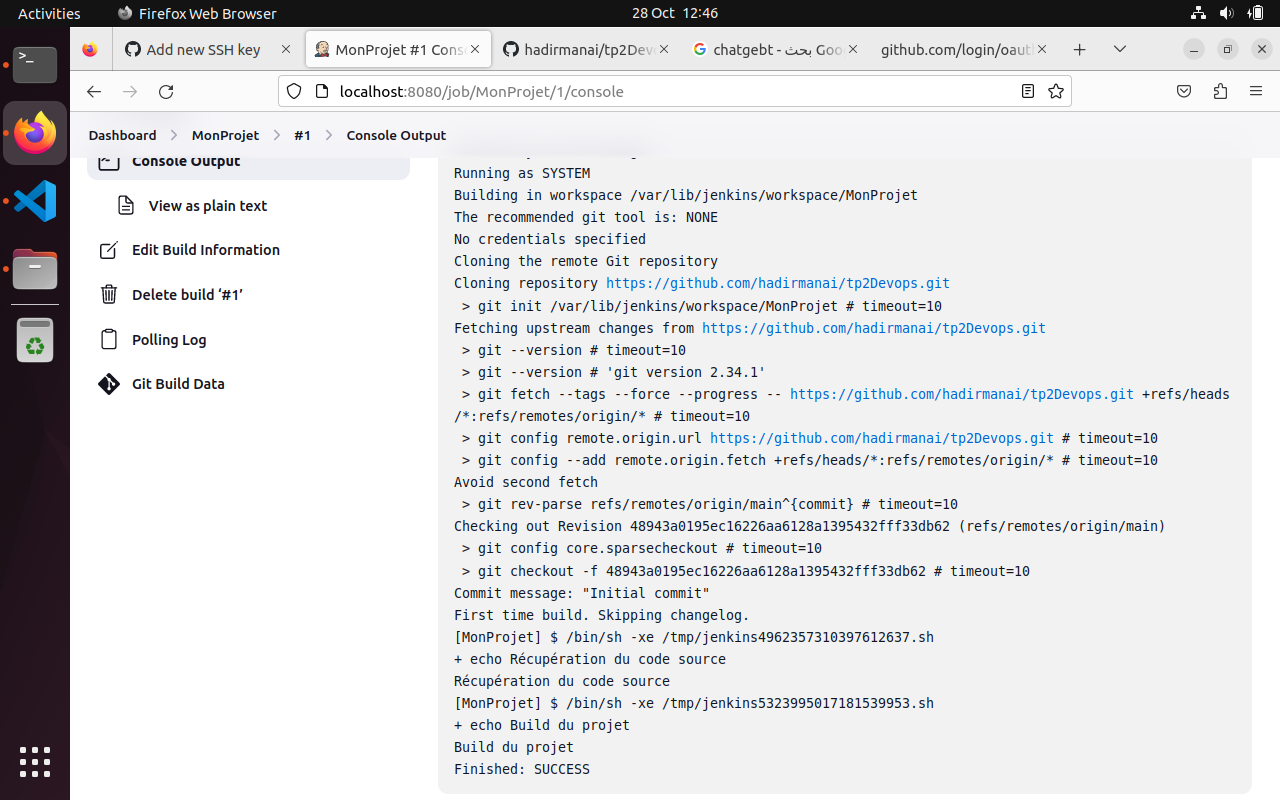 Activities
Firefox Web Browser
28 Oct 12:46
Add new SSH key
MonProjet #1 Cons
hadirmanai/tp2Dev
chatgebt - بحث Goo
github.com/login/oaut
localhost:8080/job/MonProjet/1/console
Dashboard
MonProjet
#1
Console Output
Console Output
View as plain text
Edit Build Information
Delete build ‘#1’
Polling Log
Git Build Data
Running as SYSTEM
Building in workspace /var/lib/jenkins/workspace/MonProjet
The recommended git tool is: NONE
No credentials specified
Cloning the remote Git repository
Cloning repository https://github.com/hadirmanai/tp2Devops.git
> git init /var/lib/jenkins/workspace/MonProjet # timeout=10
Fetching upstream changes from https://github.com/hadirmanai/tp2Devops.git
> git --version # timeout=10
> git --version # 'git version 2.34.1'
> git fetch --tags --force --progress -- https://github.com/hadirmanai/tp2Devops.git +refs/heads
/*:refs/remotes/origin/* # timeout=10
> git config remote.origin.url https://github.com/hadirmanai/tp2Devops.git # timeout=10
> git config --add remote.origin.fetch +refs/heads/*:refs/remotes/origin/* # timeout=10
Avoid second fetch
> git rev-parse refs/remotes/origin/main^{commit} # timeout=10
Checking out Revision 48943a0195ec16226aa6128a1395432fff33db62 (refs/remotes/origin/main)
> git config core.sparsecheckout # timeout=10
> git checkout -f 48943a0195ec16226aa6128a1395432fff33db62 # timeout=10
Commit message: "Initial commit"
First time build. Skipping changelog.
[MonProjet] $ /bin/sh -xe /tmp/jenkins4962357310397612637.sh
+ echo Récupération du code source
Récupération du code source
[MonProjet] $ /bin/sh -xe /tmp/jenkins5323995017181539953.sh
+ echo Build du projet
Build du projet
Finished: SUCCESS